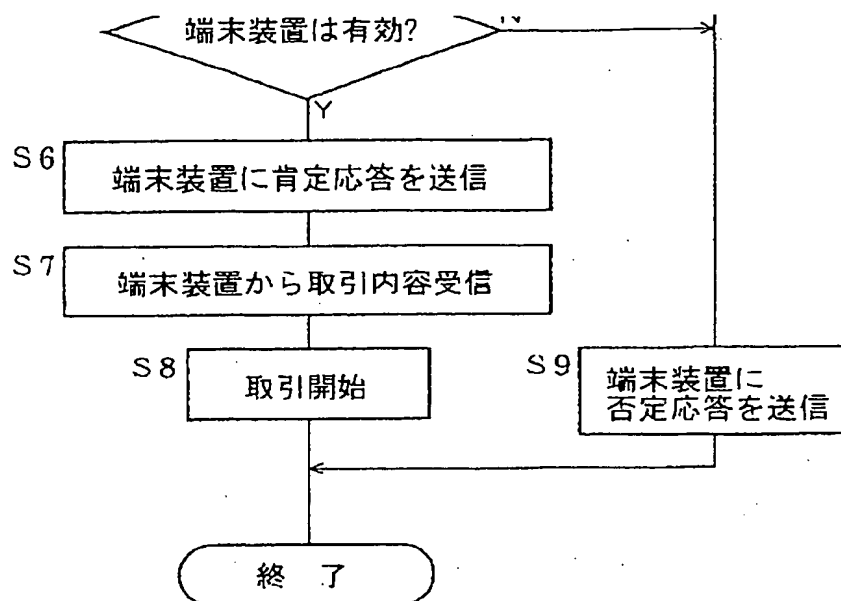 端末装置は有効?
N
Y
S6
端末装置に肯定応答を送信
S7
端末装置から取引内容受信
S8
取引開始
S9
端末装置に
否定応答を送信
終 了